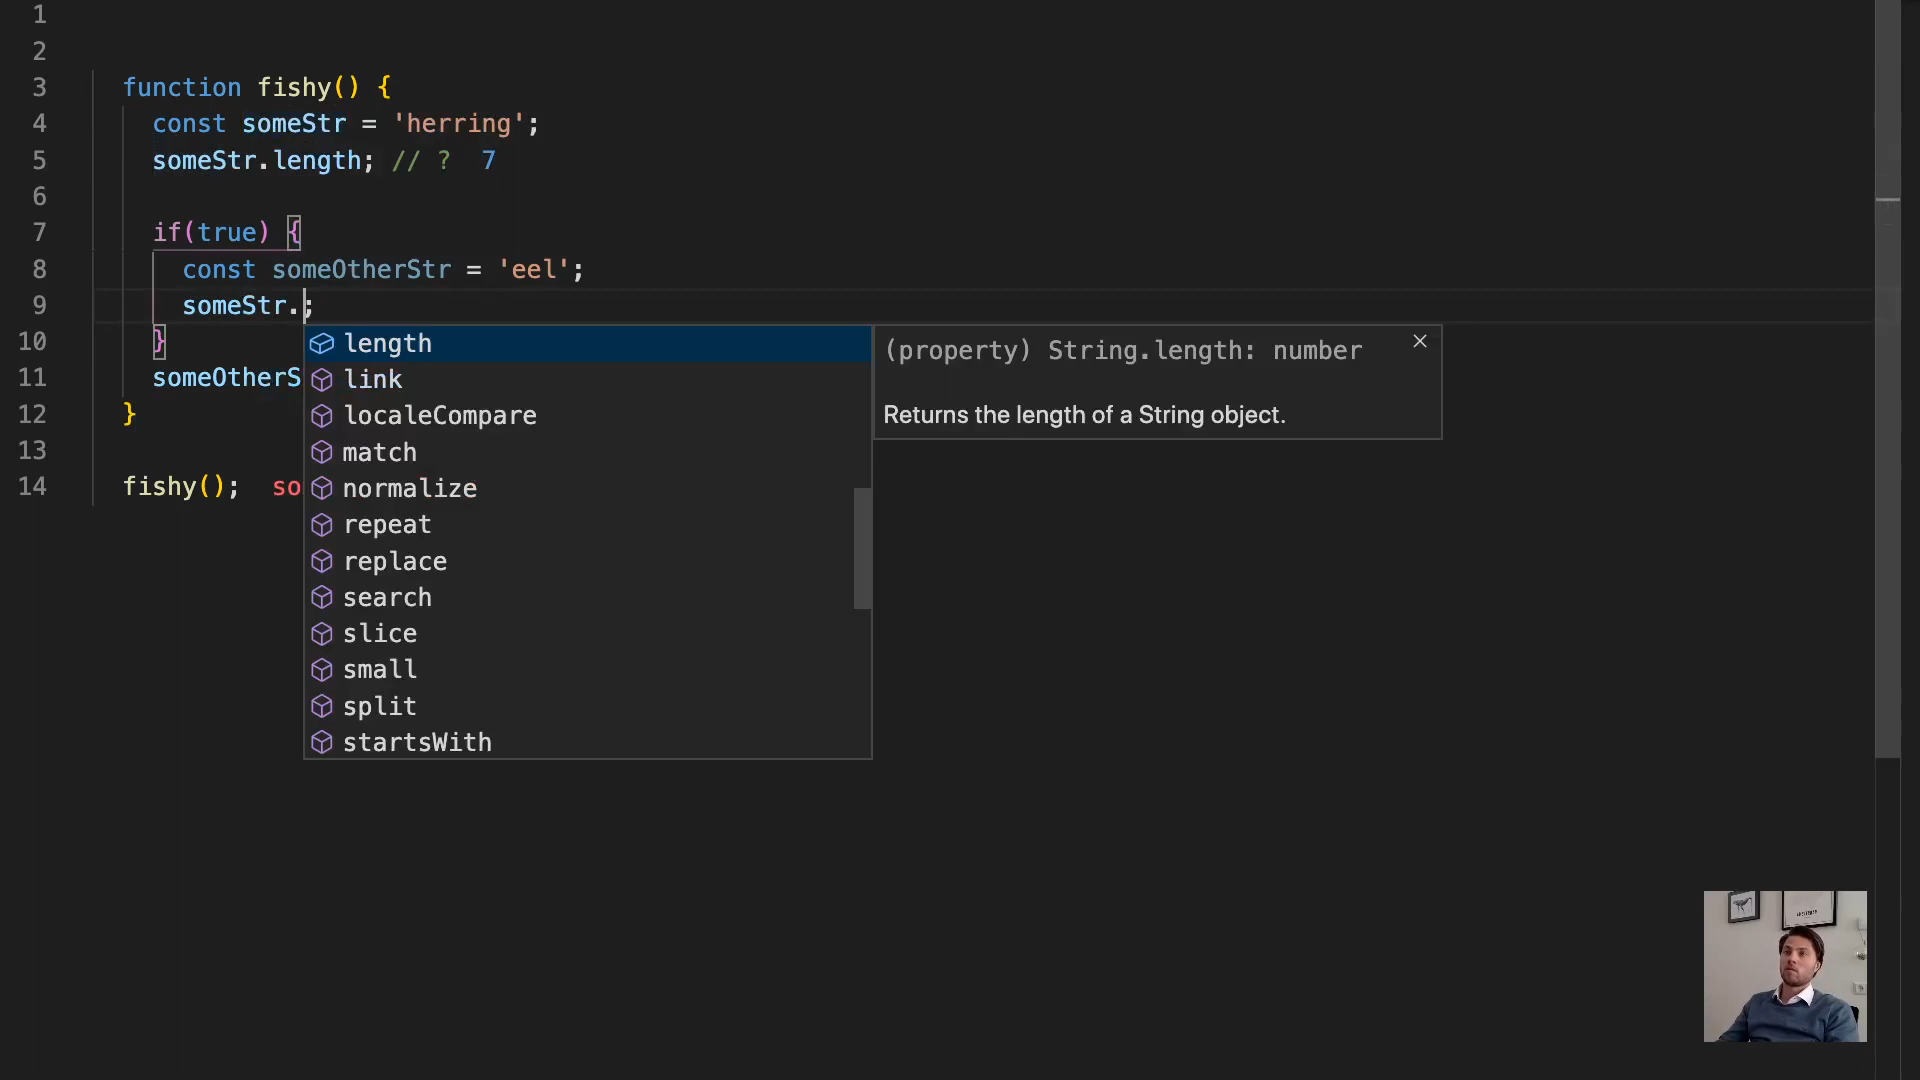 1
2
3 function fishy() {
4 const someStr = 'herring';
5 someStr.length; // ? 7
6
7 if(true) {
8 const someOtherStr = 'eel';
9 someStr.;
10 }
11 someOtherS
12 }
13
14 fishy(); so
length
link
localeCompare
match
normalize
repeat
replace
search
slice
small
split
startsWith
(property) String.length: number
Returns the length of a String object.